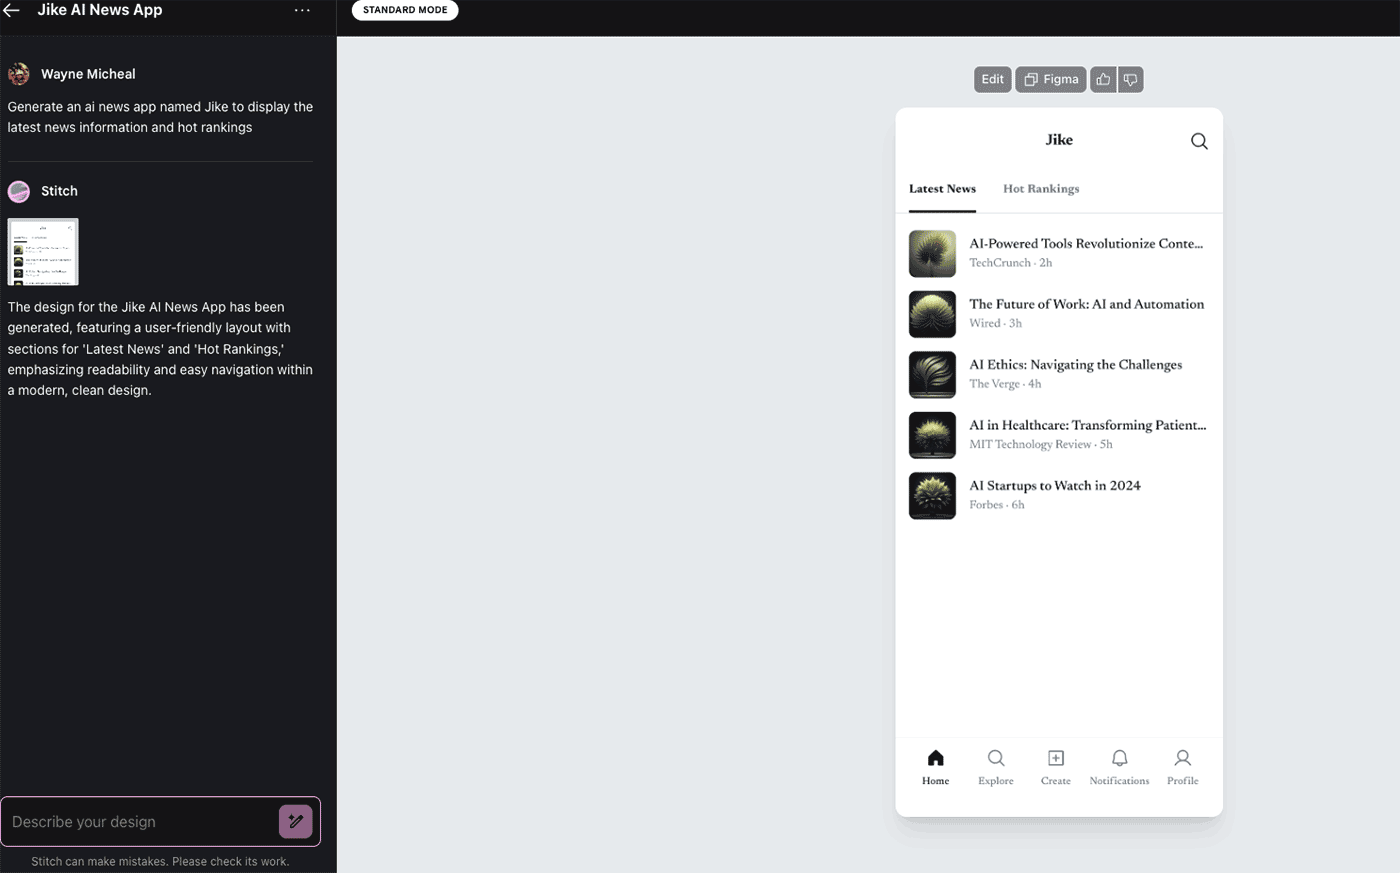 Jike AI News App
STANDARD MODE
Wayne Micheal
Generate an ai news app named Jike to display the
latest news information and hot rankings
Stitch
The design for the Jike AI News App has been
generated, featuring a user-friendly layout with
sections for 'Latest News' and 'Hot Rankings,'
emphasizing readability and easy navigation within
a modern, clean design.
Describe your design
Stitch can make mistakes. Please check its work.
Edit
Figma
Jike
Latest News
Hot Rankings
AI-Powered Tools Revolutionize Conte...
TechCrunch · 2h
The Future of Work: AI and Automation
Wired · 3h
AI Ethics: Navigating the Challenges
The Verge · 4h
AI in Healthcare: Transforming Patient...
MIT Technology Review · 5h
AI Startups to Watch in 2024
Forbes · 6h
Home
Explore
Create
Notifications
Profile